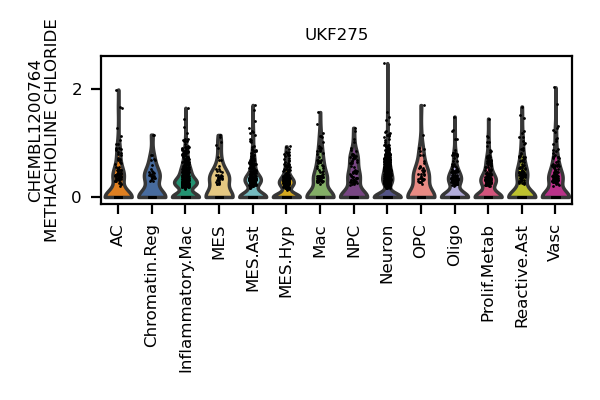 UKF275
CHEMBL1200764
METHACHOLINE CHLORIDE
2
0
AC
Chromatin.Reg
Inflammatory.Mac
MES
MES.Ast
MES.Hyp
Mac
NPC
Neuron
OPC
Oligo
Prolif.Metab
Reactive.Ast
Vasc